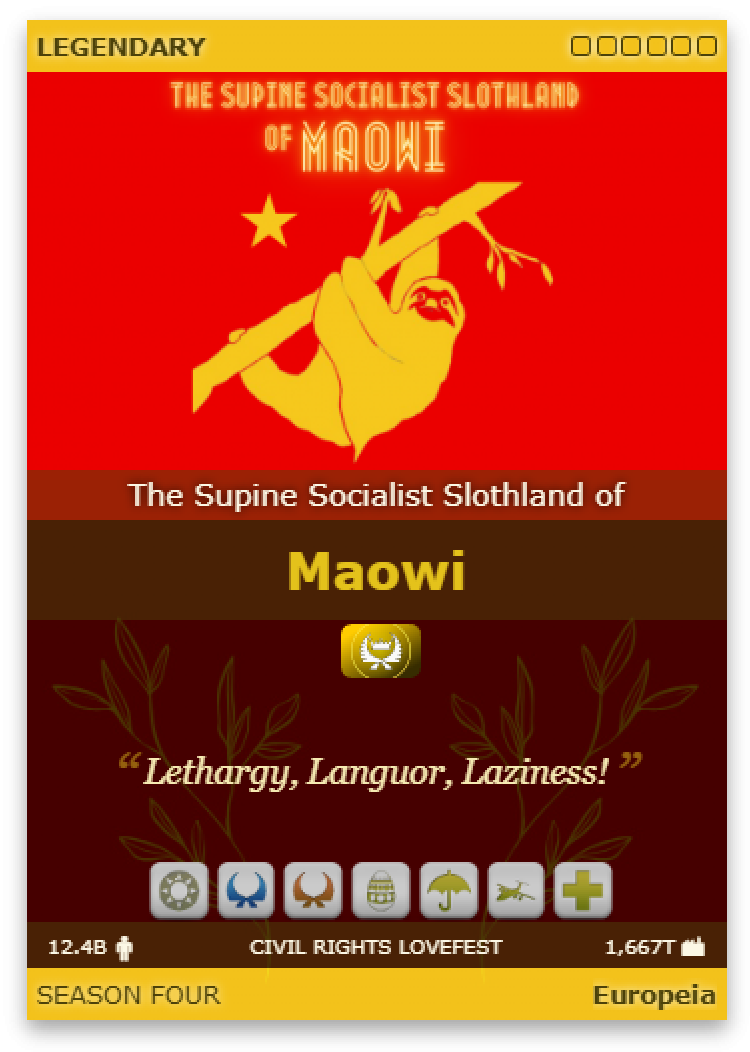 LEGENDARY
THE SUPINE SOCIALIST SLOTHLAND
OF MAOWI
The Supine Socialist Slothland of
Maowi
“Lethargy, Languor, Laziness!”
12.4B CIVIL RIGHTS LOVEFEST 1,667T
SEASON FOUR Europeia